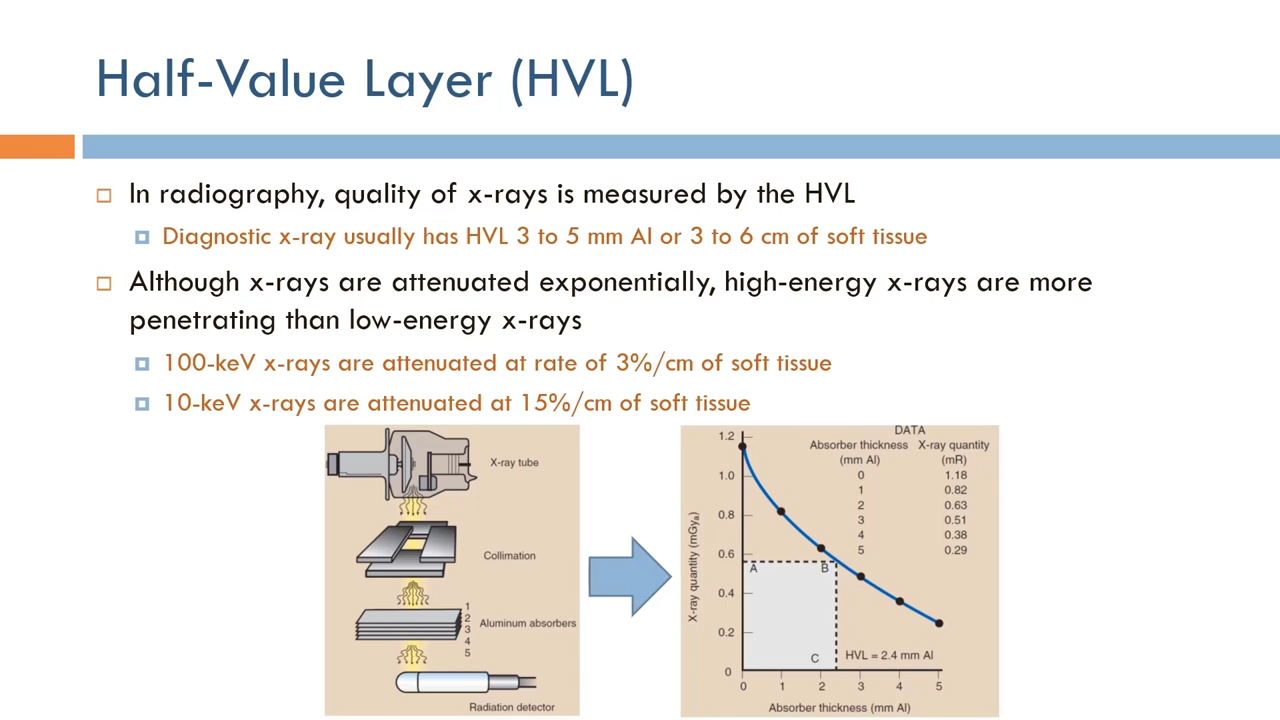 Half-Value Layer (HVL)
In radiography, quality of x-rays is measured by the HVL
Diagnostic x-ray usually has HVL 3 to 5 mm Al or 3 to 6 cm of soft tissue
Although x-rays are attenuated exponentially, high-energy x-rays are more
penetrating than low-energy x-rays
100-keV x-rays are attenuated at rate of 3%/cm of soft tissue
10-keV x-rays are attenuated at 15%/cm of soft tissue
X-ray tube
Collimation
1
2
3
4
5
Aluminum absorbers
Radiation detector
DATA
Absorber thickness X-ray quantity
(mm Al) (mR)
0 1.18
1 0.82
2 0.63
3 0.51
4 0.38
5 0.29
X-ray quantity (mGya)
1.2
1.0
0.8
0.6
0.4
0.2
0
A B
C
HVL = 2.4 mm Al
0 1 2 3 4 5
Absorber thickness (mm Al)